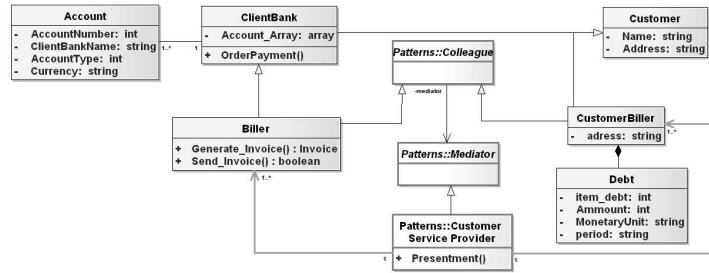 Account
- AccountNumber: int
- ClientBankName: string
- AccountType: int
- Currency: string
1..*
1
ClientBank
- Account_Array: array
+ OrderPayment()
Customer
- Name: string
- Address: string
Patterns::Colleague
-mediator
Biller
+ Generate_Invoice() : Invoice
+ Send_Invoice() : boolean
1..*
CustomerBiller
- adress: string
1..*
Patterns::Mediator
Debt
- item_debt: int
- Ammount: int
- MonetaryUnit: string
- period: string
Patterns::Customer
Service Provider
+ Presentment()
1
1